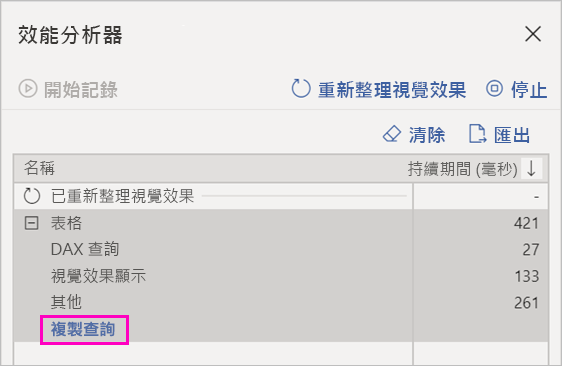 效能分析器
開始記錄 重新整理視覺效果 停止
清除 匯出
名稱 持續期間 (毫秒) ↓
已重新整理視覺效果 -
表格 421
DAX 查詢 27
視覺效果顯示 133
其他 261
複製查詢